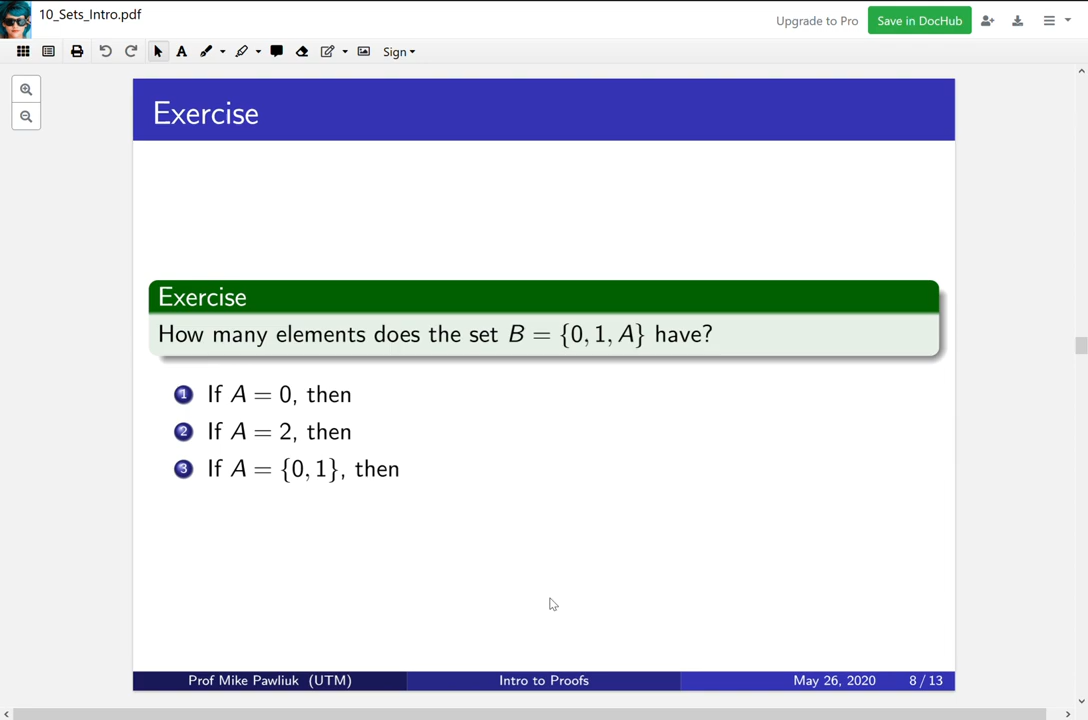 10_Sets_Intro.pdf
Upgrade to Pro
Save in DocHub
A
Sign
Exercise
Exercise
How many elements does the set B = {0, 1, A} have?
1 If A = 0, then
2 If A = 2, then
3 If A = {0, 1}, then
Prof Mike Pawliuk (UTM) Intro to Proofs May 26, 2020 8 / 13